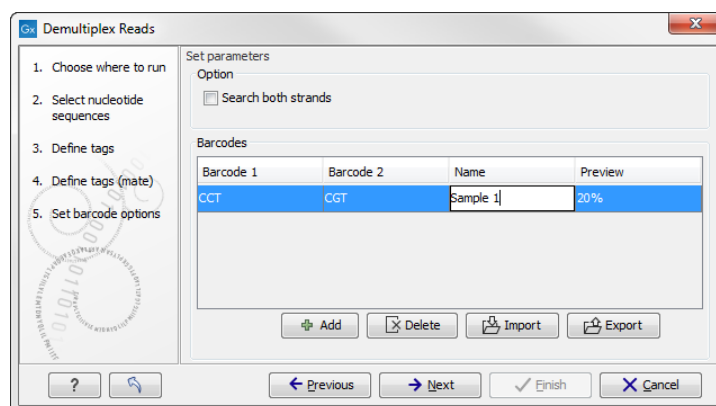 Gx Demultiplex Reads
1. Choose where to run
2. Select nucleotide
sequences
3. Define tags
4. Define tags (mate)
5. Set barcode options
Set parameters
Option
Search both strands
Barcodes
Barcode 1 Barcode 2 Name Preview
CCT CGT Sample 1 20%
Add Delete Import Export
? Previous Next Finish Cancel